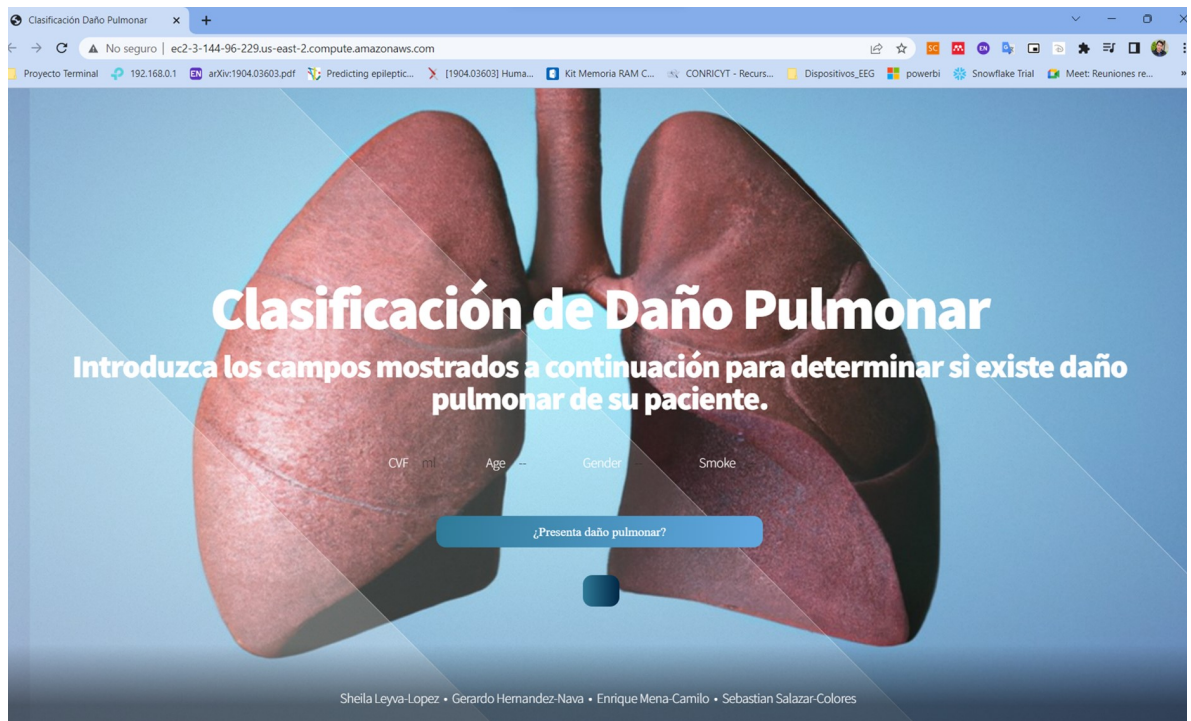 Clasificación Daño Pulmonar
No seguro | ec2-3-144-96-229.us-east-2.compute.amazonaws.com
Proyecto Terminal 192.168.0.1 EN arXiv:1904.03603.pdf Predicting epileptic... [1904.03603] Huma... Kit Memoria RAM C... CONRICYT - Recurs... Dispositivos_EEG powerbi Snowflake Trial Meet: Reuniones re... »
Clasificación de Daño Pulmonar
Introduzca los campos mostrados a continuación para determinar si existe daño
pulmonar de su paciente.
CVF ml Age -- Gender -- Smoke
¿Presenta daño pulmonar?
Sheila Leyva-Lopez • Gerardo Hernandez-Nava • Enrique Mena-Camilo • Sebastian Salazar-Colores